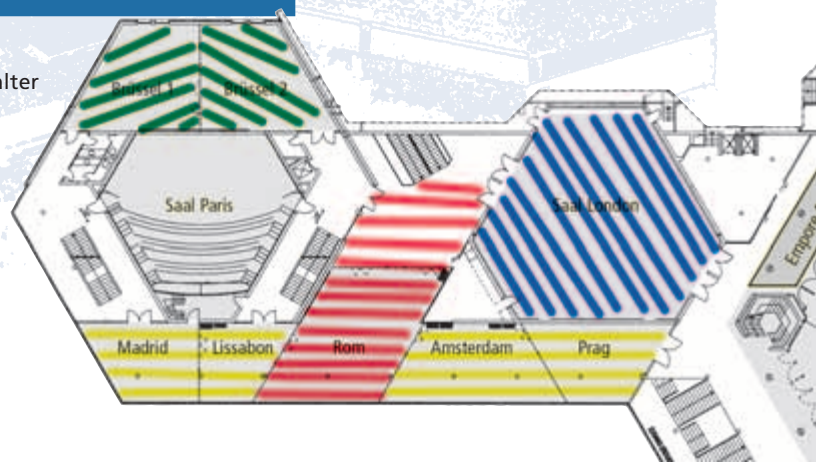 alter
Brüssel 1
Brüssel 2
Saal Paris
Saal London
Empore
Madrid
Lissabon
Rom
Amsterdam
Prag